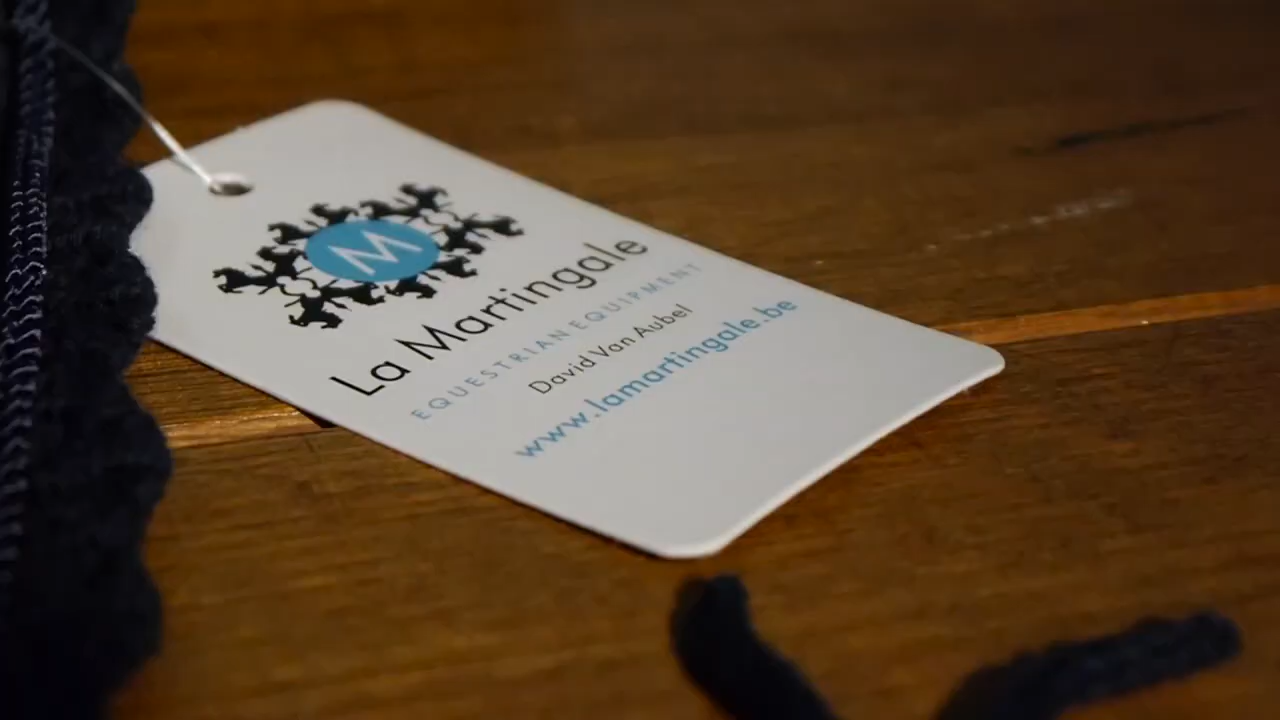 M
La Martingale
EQUESTRIAN EQUIPMENT
David Van Aubel
www.lamartingale.be